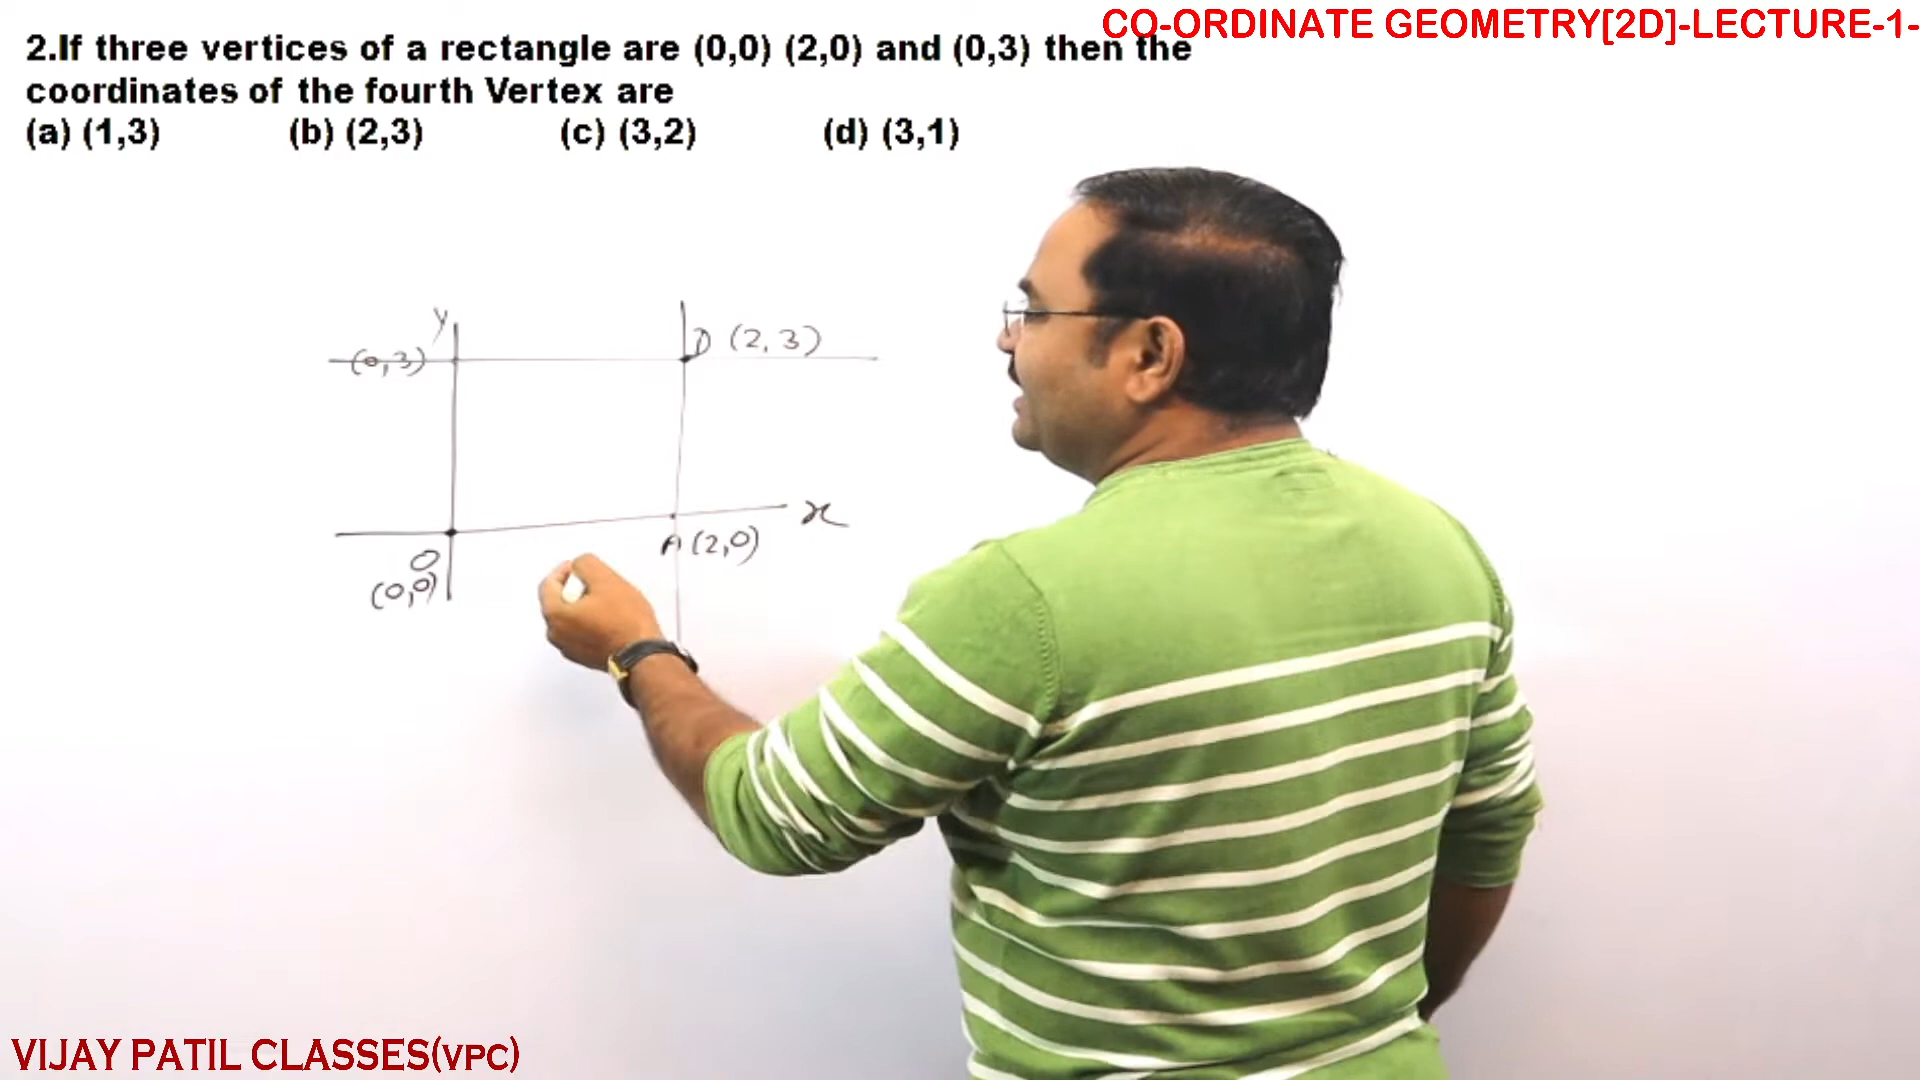 CO-ORDINATE GEOMETRY[2D]-LECTURE-1-
2.If three vertices of a rectangle are (0,0) (2,0) and (0,3) then the
coordinates of the fourth Vertex are
(a) (1,3) (b) (2,3) (c) (3,2) (d) (3,1)
y
(0,3)
D (2,3)
x
A (2,0)
O
(0,0)
VIJAY PATIL CLASSES(VPC)